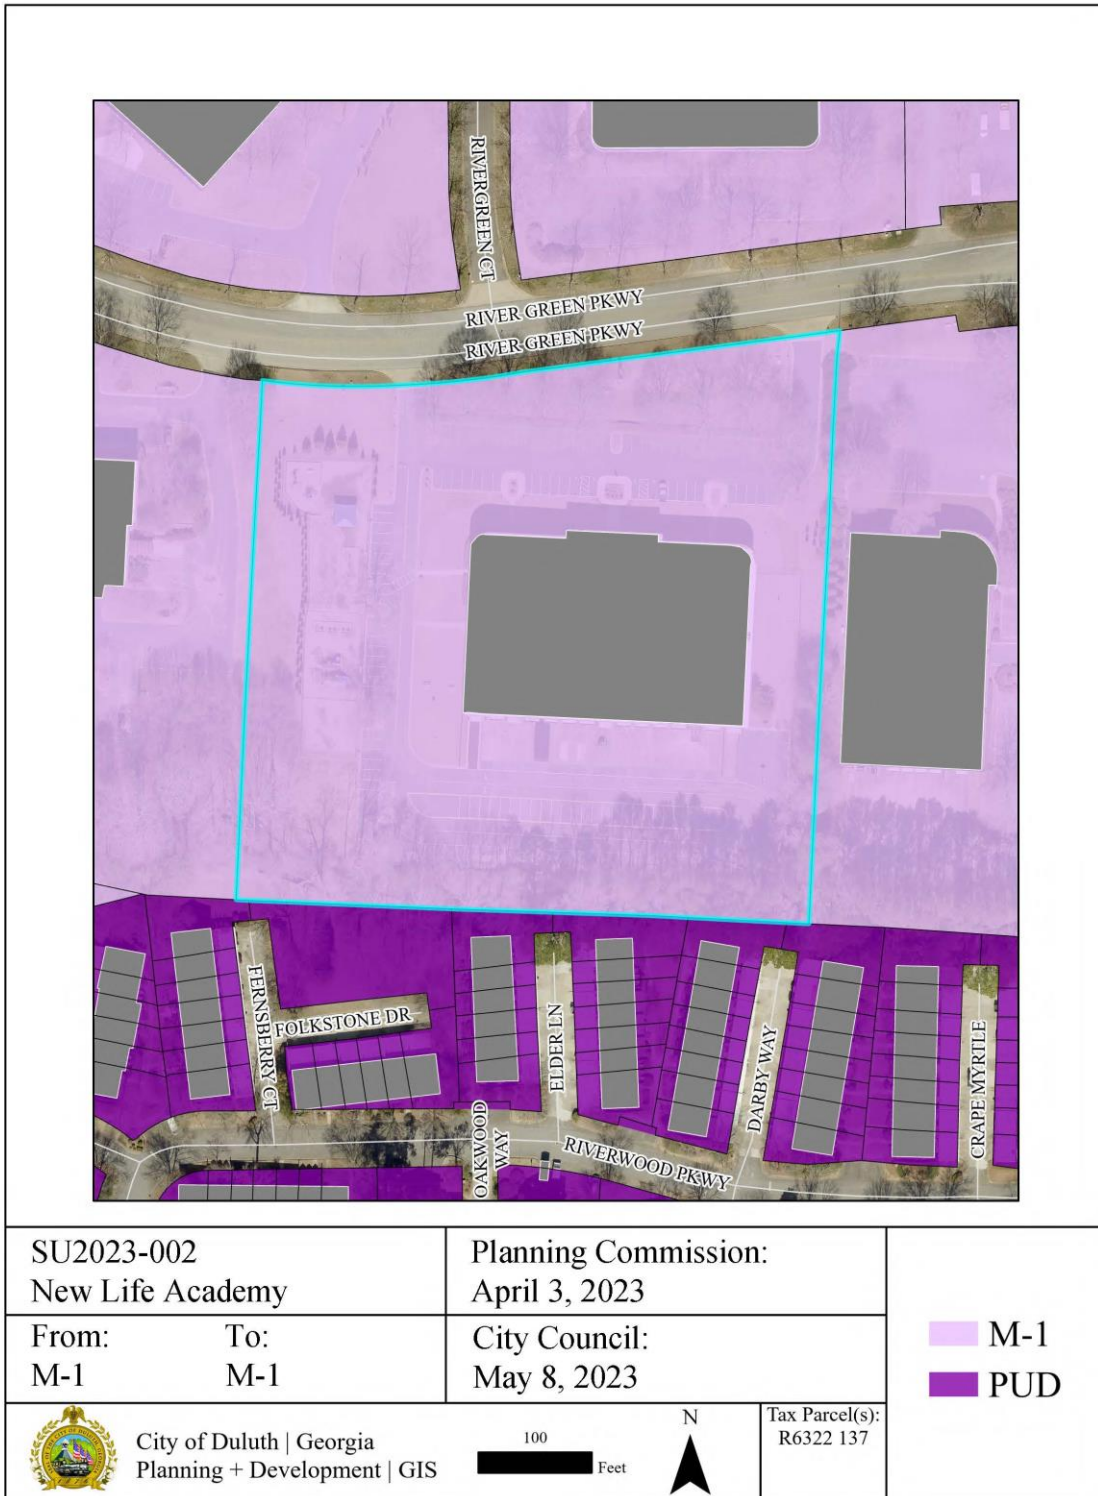 RIVERGREEN CT
RIVER GREEN PKWY
RIVER GREEN PKWY
FERNSBERRY CT
FOLKSTONE DR
ELDER LN
DARBY WAY
CRAPE MYRTLE
OAKWOOD
WAY
RIVERWOOD PKWY
SU2023-002
New Life Academy
Planning Commission:
April 3, 2023
From: To:
M-1 M-1
City Council:
May 8, 2023
M-1
PUD
City of Duluth | Georgia
Planning + Development | GIS
100
Feet
N
Tax Parcel(s):
R6322 137